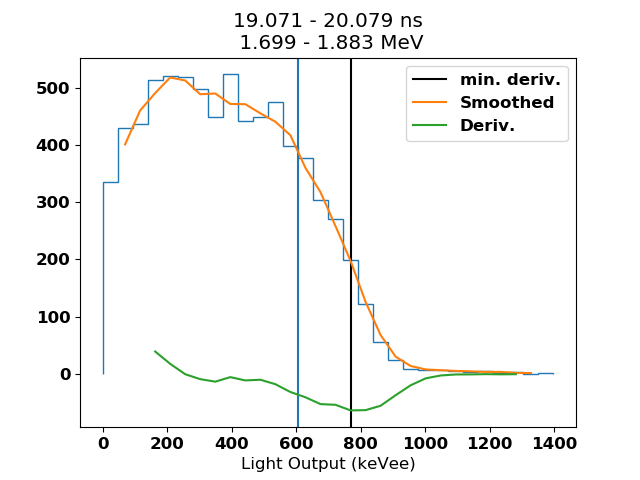 19.071 - 20.079 ns
1.699 - 1.883 MeV
min. deriv.
Smoothed
Deriv.
500
400
300
200
100
0
0 200 400 600 800 1000 1200 1400
Light Output (keVee)